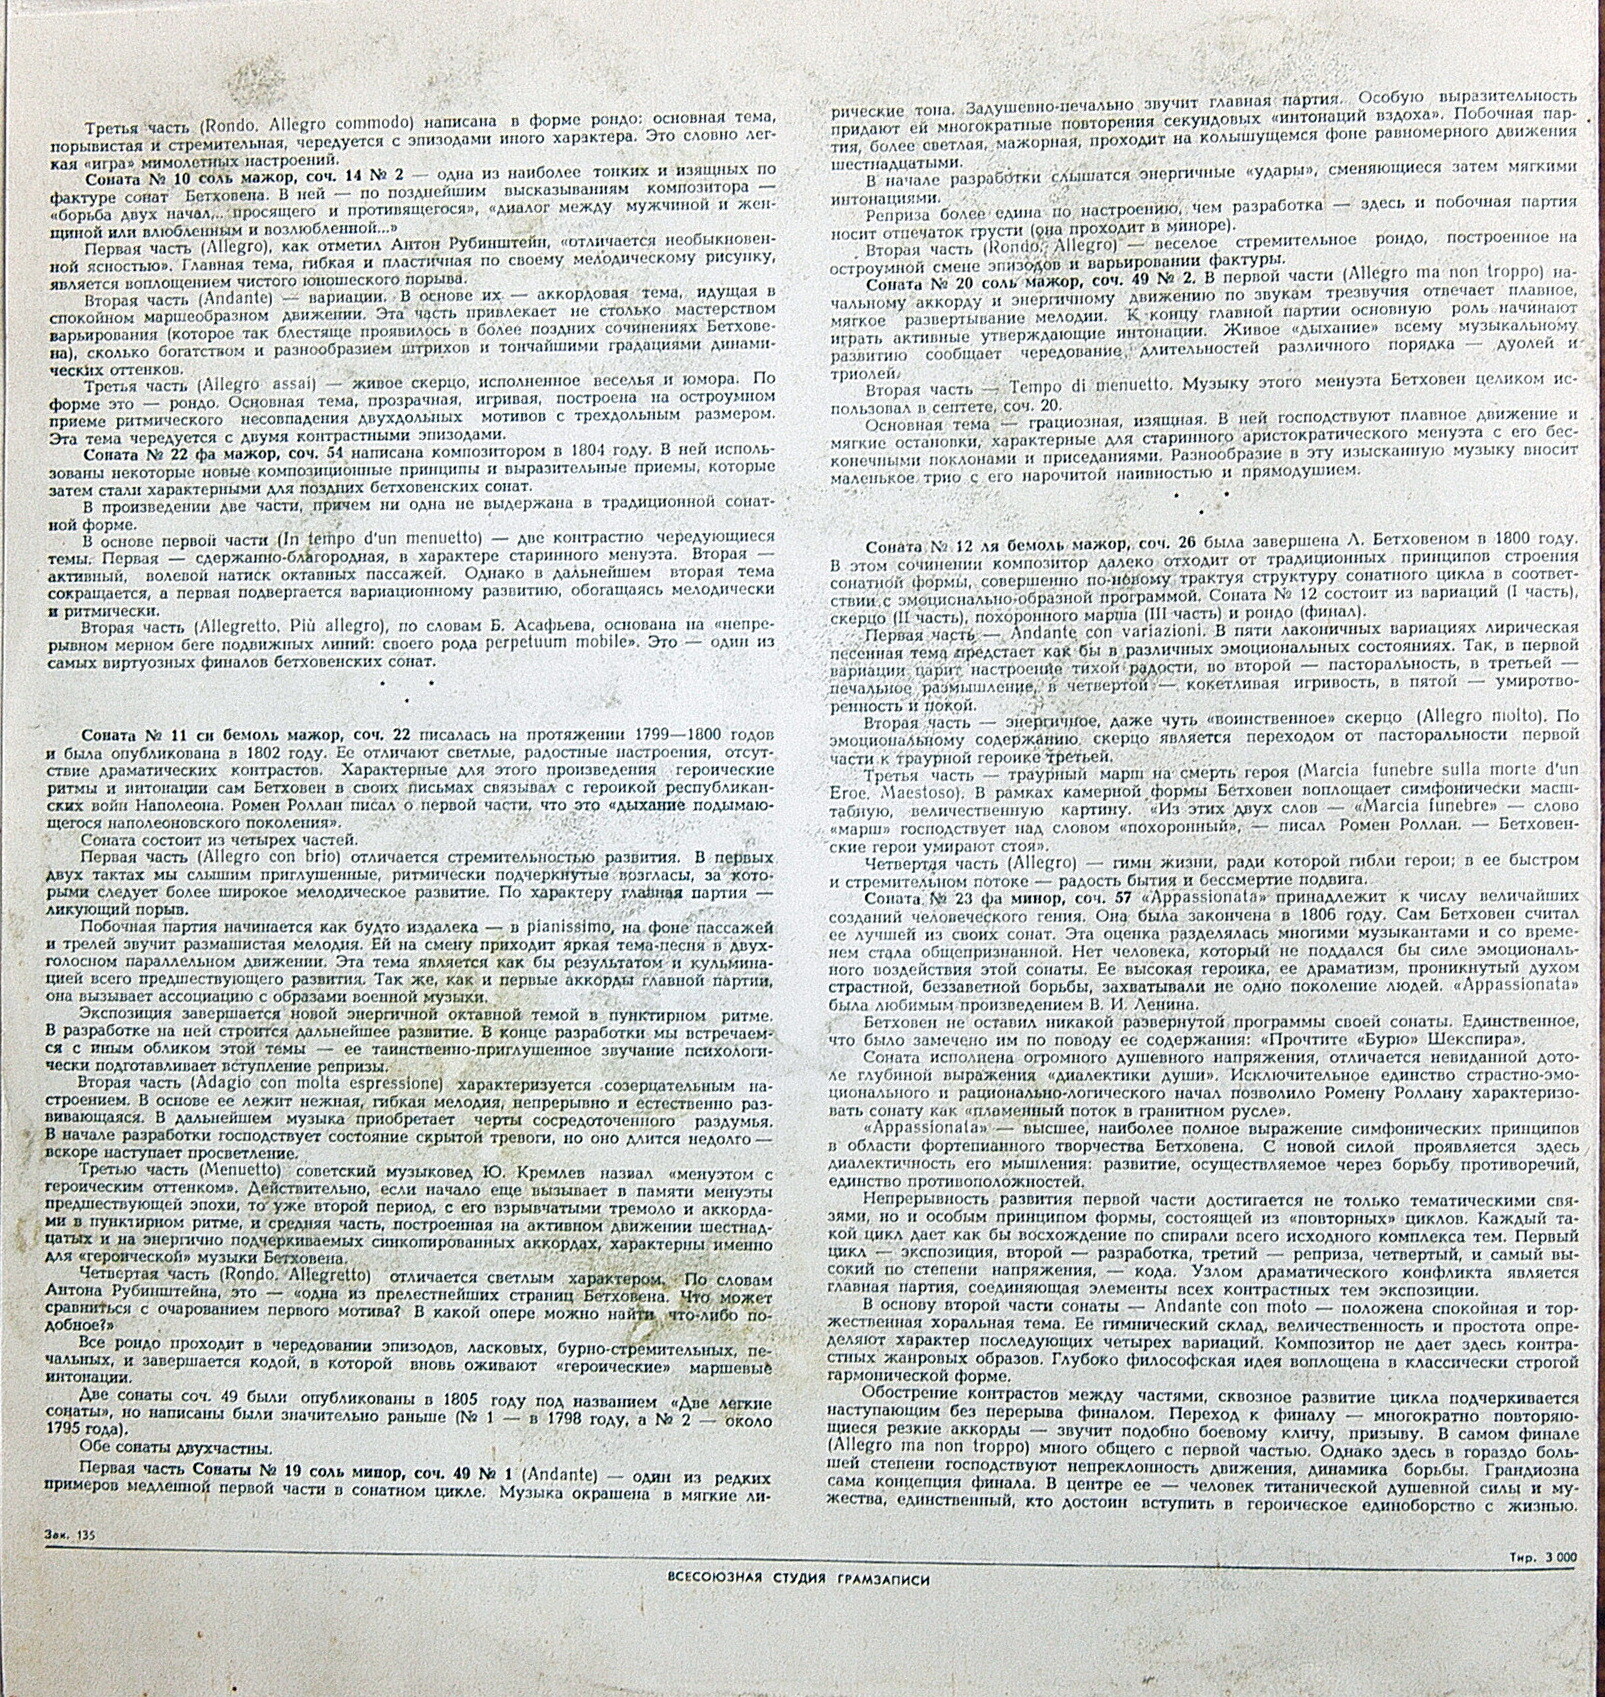 Третья часть (Rondo. Allegro commodo) написана в форме рондо: основная тема,
порывистая и стремительная, чередуется с эпизодами иного характера. Это словно лег-
кая «игра» мимолетных настроений.
Соната № 10 соль мажор, соч. 14 № 2 — одна из наиболее тонких и изящных по
фактуре сонат Бетховена. В ней — по позднейшим высказываниям композитора —
«борьба двух начал,.. просящего и противящегося», «диалог между мужчиной и жен-
щиной или влюбленным и возлюбленной...»
Первая часть (Allegro), как отметил Антон Рубинштейн, «отличается необыкновен-
ной ясностью». Главная тема, гибкая и пластичная по своему мелодическому рисунку,
является воплощением чистого юношеского порыва.
Вторая часть (Andante) — вариации. В основе их — аккордовая тема, идущая в
спокойном маршеобразном движении. Эта часть привлекает не столько мастерством
варьирования (которое так блестяще проявилось в более поздних сочинениях Бетхове-
на), сколько богатством и разнообразием штрихов и тончайшими градациями динами-
ческих оттенков.
Третья часть (Allegro assai) — живое скерцо, исполненное веселья и юмора. По
форме это — рондо. Основная тема, прозрачная, игривая, построена на остроумном
приеме ритмического несовпадения двухдольных мотивов с трехдольным размером.
Эта тема чередуется с двумя контрастными эпизодами.
Соната № 22 фа мажор, соч. 54 написана композитором в 1804 году. В ней исполь-
зованы некоторые новые композиционные принципы и выразительные приемы, которые
затем стали характерными для поздних бетховенских сонат.
В произведении две части, причем ни одна не выдержана в традиционной сонат-
ной форме.
В основе первой части (In tempo d'un menuetto) — две контрастно чередующиеся
темы. Первая — сдержанно-благородная, в характере старинного менуэта. Вторая —
активный, волевой натиск октавных пассажей. Однако в дальнейшем вторая тема
сокращается, а первая подвергается вариационному развитию, обогащаясь мелодически
и ритмически.
Вторая часть (Allegretto. Più allegro), по словам Б. Асафьева, основана на «непре-
рывном мерном беге подвижных линий: своего рода perpetuum mobile». Это — один из
самых виртуозных финалов бетховенских сонат.
Соната № 11 си бемоль мажор, соч. 22 писалась на протяжении 1799—1800 годов
и была опубликована в 1802 году. Ее отличают светлые, радостные настроения, отсут-
ствие драматических контрастов. Характерные для этого произведения героические
ритмы и интонации сам Бетховен в своих письмах связывал с героикой республикан-
ских войн Наполеона. Ромен Роллан писал о первой части, что это «дыхание подымаю-
щегося наполеоновского поколения».
Соната состоит из четырех частей.
Первая часть (Allegro con brio) отличается стремительностью развития. В первых
двух тактах мы слышим приглушенные, ритмически подчеркнутые возгласы, за кото-
рыми следует более широкое мелодическое развитие. По характеру главная партия —
ликующий порыв.
Побочная партия начинается как будто издалека — в pianissimo, на фоне пассажей
и трелей звучит размашистая мелодия. Ей на смену приходит яркая тема-песня в двух-
голосном параллельном движении. Эта тема является как бы результатом и кульмина-
цией всего предшествующего развития. Так же, как и первые аккорды главной партии,
она вызывает ассоциацию с образами военной музыки.
Экспозиция завершается новой энергичной октавной темой в пунктирном ритме.
В разработке на ней строится дальнейшее развитие. В конце разработки мы встречаем-
ся с иным обликом этой темы — ее таинственно-приглушенное звучание психологи-
чески подготавливает вступление репризы.
Вторая часть (Adagio con molta espressione) характеризуется созерцательным на-
строением. В основе ее лежит нежная, гибкая мелодия, непрерывно и естественно раз-
вивающаяся. В дальнейшем музыка приобретает черты сосредоточенного раздумья.
В начале разработки господствует состояние скрытой тревоги, но оно длится недолго —
вскоре наступает просветление.
Третью часть (Menuetto) советский музыковед Ю. Кремлев назвал «менуэтом с
героическим оттенком». Действительно, если начало еще вызывает в памяти менуэты
предшествующей эпохи, то уже второй период, с его взрывчатыми тремоло и аккорда-
ми в пунктирном ритме, и средняя часть, построенная на активном движении шестнад-
цатых и на энергично подчеркиваемых синкопированных аккордах, характерны именно
для «героической» музыки Бетховена.
Четвертая часть (Rondo. Allegretto) отличается светлым характером. По словам
Антона Рубинштейна, это — «одна из прелестнейших страниц Бетховена. Что может
сравниться с очарованием первого мотива? В какой опере можно найти что-либо по-
добное?»
Все рондо проходит в чередовании эпизодов, ласковых, бурно-стремительных, пе-
чальных, и завершается кодой, в которой вновь оживают «героические» маршевые
интонации.
Две сонаты соч. 49 были опубликованы в 1805 году под названием «Две легкие
сонаты», но написаны были значительно раньше (№ 1 — в 1798 году, а № 2 — около
1795 года).
Обе сонаты двухчастны.
Первая часть Сонаты № 19 соль минор, соч. 49 № 1 (Andante) — один из редких
примеров медленной первой части в сонатном цикле. Музыка окрашена в мягкие ли-
рические тона. Задушевно-печально звучит главная партия. Особую выразительность
придают ей многократные повторения секундовых «интонаций вздоха». Побочная пар-
тия, более светлая, мажорная, проходит на колышущемся фоне равномерного движения
шестнадцатыми.
В начале разработки слышатся энергичные «удары», сменяющиеся затем мягкими
интонациями.
Реприза более едина по настроению, чем разработка — здесь и побочная партия
носит отпечаток грусти (она проходит в миноре).
Вторая часть (Rondo. Allegro) — веселое стремительное рондо, построенное на
остроумной смене эпизодов и варьировании фактуры.
Соната № 20 соль мажор, соч. 49 № 2. В первой части (Allegro ma non troppo) на-
чальному аккорду и энергичному движению по звукам трезвучия отвечает плавное,
мягкое развертывание мелодии. К концу главной партии основную роль начинают
играть активные утверждающие интонации. Живое «дыхание» всему музыкальному
развитию сообщает чередование длительностей различного порядка — дуолей и
триолей.
Вторая часть — Tempo di menuetto. Музыку этого менуэта Бетховен целиком ис-
пользовал в септете, соч. 20.
Основная тема — грациозная, изящная. В ней господствуют плавное движение и
мягкие остановки, характерные для старинного аристократического менуэта с его бес-
конечными поклонами и приседаниями. Разнообразие в эту изысканную музыку вносит
маленькое трио с его нарочитой наивностью и прямодушием.
Соната № 12 ля бемоль мажор, соч. 26 была завершена Л. Бетховеном в 1800 году.
В этом сочинении композитор далеко отходит от традиционных принципов строения
сонатной формы, совершенно по-новому трактуя структуру сонатного цикла в соответ-
ствии с эмоционально-образной программой. Соната № 12 состоит из вариаций (I часть),
скерцо (II часть), похоронного марша (III часть) и рондо (финал).
Первая часть — Andante con variazioni. В пяти лаконичных вариациях лирическая
песенная тема предстает как бы в различных эмоциональных состояниях. Так, в первой
вариации царит настроение тихой радости, во второй — пасторальность, в третьей —
печальное размышление, в четвертой — кокетливая игривость, в пятой — умиротво-
ренность и покой.
Вторая часть — энергичное, даже чуть «воинственное» скерцо (Allegro molto). По
эмоциональному содержанию скерцо является переходом от пасторальности первой
части к траурной героике третьей.
Третья часть — траурный марш на смерть героя (Marcia funebre sulla morte d'un
Eroe. Maestoso). В рамках камерной формы Бетховен воплощает симфонически масш-
табную, величественную картину. «Из этих двух слов — «Marcia funebre» — слово
«марш» господствует над словом «похоронный», — писал Ромен Роллан. — Бетховен-
ские герои умирают стоя».
Четвертая часть (Allegro) — гимн жизни, ради которой гибли герои; в ее быстром
и стремительном потоке — радость бытия и бессмертие подвига.
Соната № 23 фа минор, соч. 57 «Appassionata» принадлежит к числу величайших
созданий человеческого гения. Она была закончена в 1806 году. Сам Бетховен считал
ее лучшей из своих сонат. Эта оценка разделялась многими музыкантами и со време-
нем стала общепризнанной. Нет человека, который не поддался бы силе эмоциональ-
ного воздействия этой сонаты. Ее высокая героика, ее драматизм, проникнутый духом
страстной, беззаветной борьбы, захватывали не одно поколение людей. «Appassionata»
была любимым произведением В. И. Ленина.
Бетховен не оставил никакой развернутой программы своей сонаты. Единственное,
что было замечено им по поводу ее содержания: «Прочтите «Бурю» Шекспира».
Соната исполнена огромного душевного напряжения, отличается невиданной дото-
ле глубиной выражения «диалектики души». Исключительное единство страстно-эмо-
ционального и рационально-логического начал позволило Ромену Роллану характеризо-
вать сонату как «пламенный поток в гранитном русле».
«Appassionata» — высшее, наиболее полное выражение симфонических принципов
в области фортепианного творчества Бетховена. С новой силой проявляется здесь
диалектичность его мышления: развитие, осуществляемое через борьбу противоречий,
единство противоположностей.
Непрерывность развития первой части достигается не только тематическими свя-
зями, но и особым принципом формы, состоящей из «повторных» циклов. Каждый та-
кой цикл дает как бы восхождение по спирали всего исходного комплекса тем. Первый
цикл — экспозиция, второй — разработка, третий — реприза, четвертый, и самый вы-
сокий по степени напряжения, — кода. Узлом драматического конфликта является
главная партия, соединяющая элементы всех контрастных тем экспозиции.
В основу второй части сонаты — Andante con moto — положена спокойная и тор-
жественная хоральная тема. Ее гимнический склад, величественность и простота опре-
деляют характер последующих четырех вариаций. Композитор не дает здесь контра-
стных жанровых образов. Глубоко философская идея воплощена в классически строгой
гармонической форме.
Обострение контрастов между частями, сквозное развитие цикла подчеркивается
наступающим без перерыва финалом. Переход к финалу — многократно повторяю-
щиеся резкие аккорды — звучит подобно боевому кличу, призыву. В самом финале
(Allegro ma non troppo) много общего с первой частью. Однако здесь в гораздо боль-
шей степени господствуют непреклонность движения, динамика борьбы. Грандиозна
сама концепция финала. В центре ее — человек титанической душевной силы и му-
жества, единственный, кто достоин вступить в героическое единоборство с жизнью.
Зак. 135
Тир. 3 000
ВСЕСОЮЗНАЯ СТУДИЯ ГРАМЗАПИСИ